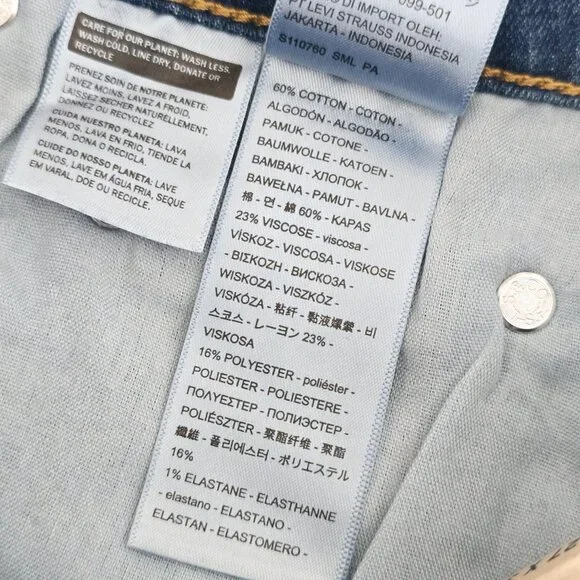 CARE FOR OUR PLANET: WASH LESS,
WASH COLD, LINE DRY, DONATE OR
RECYCLE
PRENEZ SOIN DE NOTRE PLANÈTE:
LAVEZ MOINS, LAVEZ À FROID,
LAISSEZ SÉCHER NATURELLEMENT,
DONNEZ OU RECYCLEZ
CUIDA NUESTRO PLANETA: LAVA
MENOS, LAVA EN FRIO, TIENDE LA
ROPA, DONA O RECICLA.
CUIDE DO NOSSO PLANETA: LAVE
MENOS, LAVE EM ÁGUA FRIA, SEQUE
EM VARAL, DOE OU RECICLE.
099-501
DI IMPORT OLEH:
PT LEVI STRAUSS INDONESIA
JAKARTA - INDONESIA
S110760 SML PA
60% COTTON - COTON -
ALGODÓN - ALGODÃO -
PAMUK - COTONE -
BAUMWOLLE - KATOEN -
ΒΑΜΒΑΚΙ - ХЛОПОК -
BAWEŁNA - PAMUT - BAVLNA -
棉 - 면 - 綿 60% - KAPAS
23% VISCOSE - viscosa -
VİSKOZ - VISCOSA - VISKOSE
- ΒΙΣΚΟΖΗ - ВИСКОЗА -
WISKOZA - VISZKÓZ -
VISKÓZA - 粘纤 - 黏液嫘縈 - 비
스코스 - レーヨン 23% -
VISKOSA
16% POLYESTER - poliéster -
POLIESTER - POLIESTERE -
ΠΟΛΥΕΣΤΕΡ - ПОЛИЭСТЕР -
POLIÉSZTER - 聚酯纤维 - 聚酯
纖維 - 폴리에스터 - ポリエステル
16%
1% ELASTANE - ELASTHANNE
- elastano - ELASTANO -
ELASTAN - ELASTOMERO -